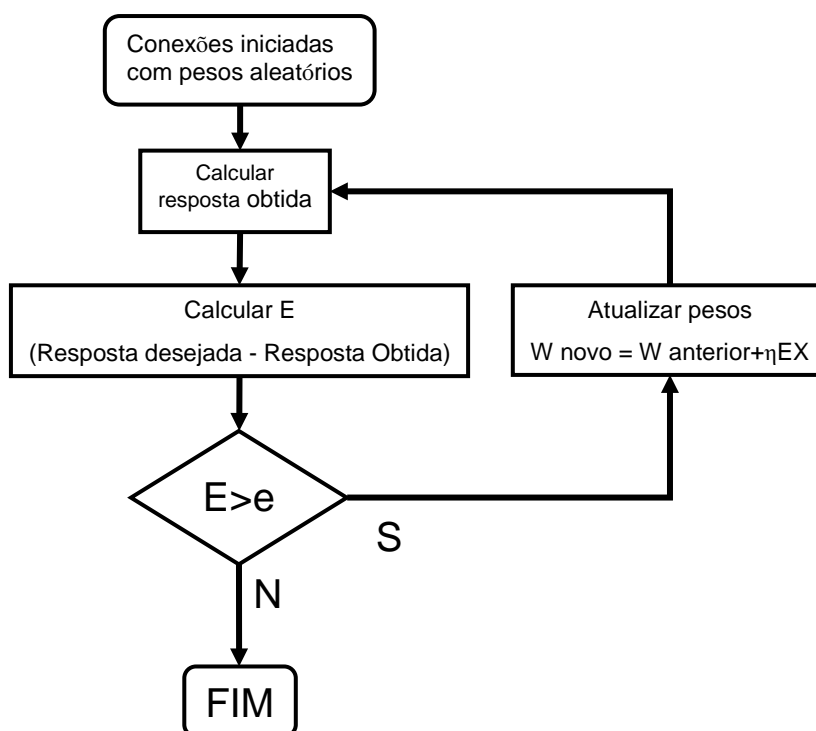 Conexões iniciadas
com pesos aleatórios
Calcular
resposta obtida
Calcular E
(Resposta desejada - Resposta Obtida)
Atualizar pesos
W novo = W anterior+ηEX
E>e
S
N
FIM